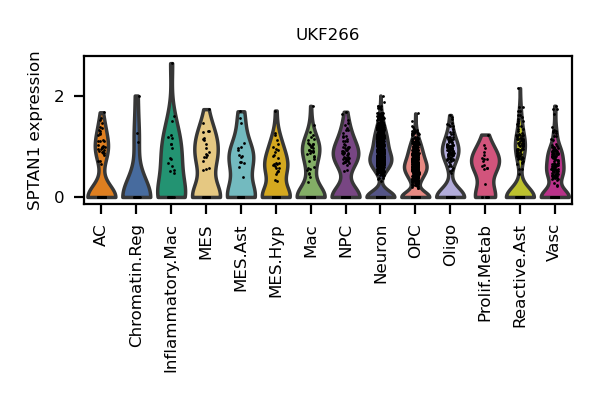 UKF266
SPTAN1 expression
2
0
AC
Chromatin.Reg
Inflammatory.Mac
MES
MES.Ast
MES.Hyp
Mac
NPC
Neuron
OPC
Oligo
Prolif.Metab
Reactive.Ast
Vasc